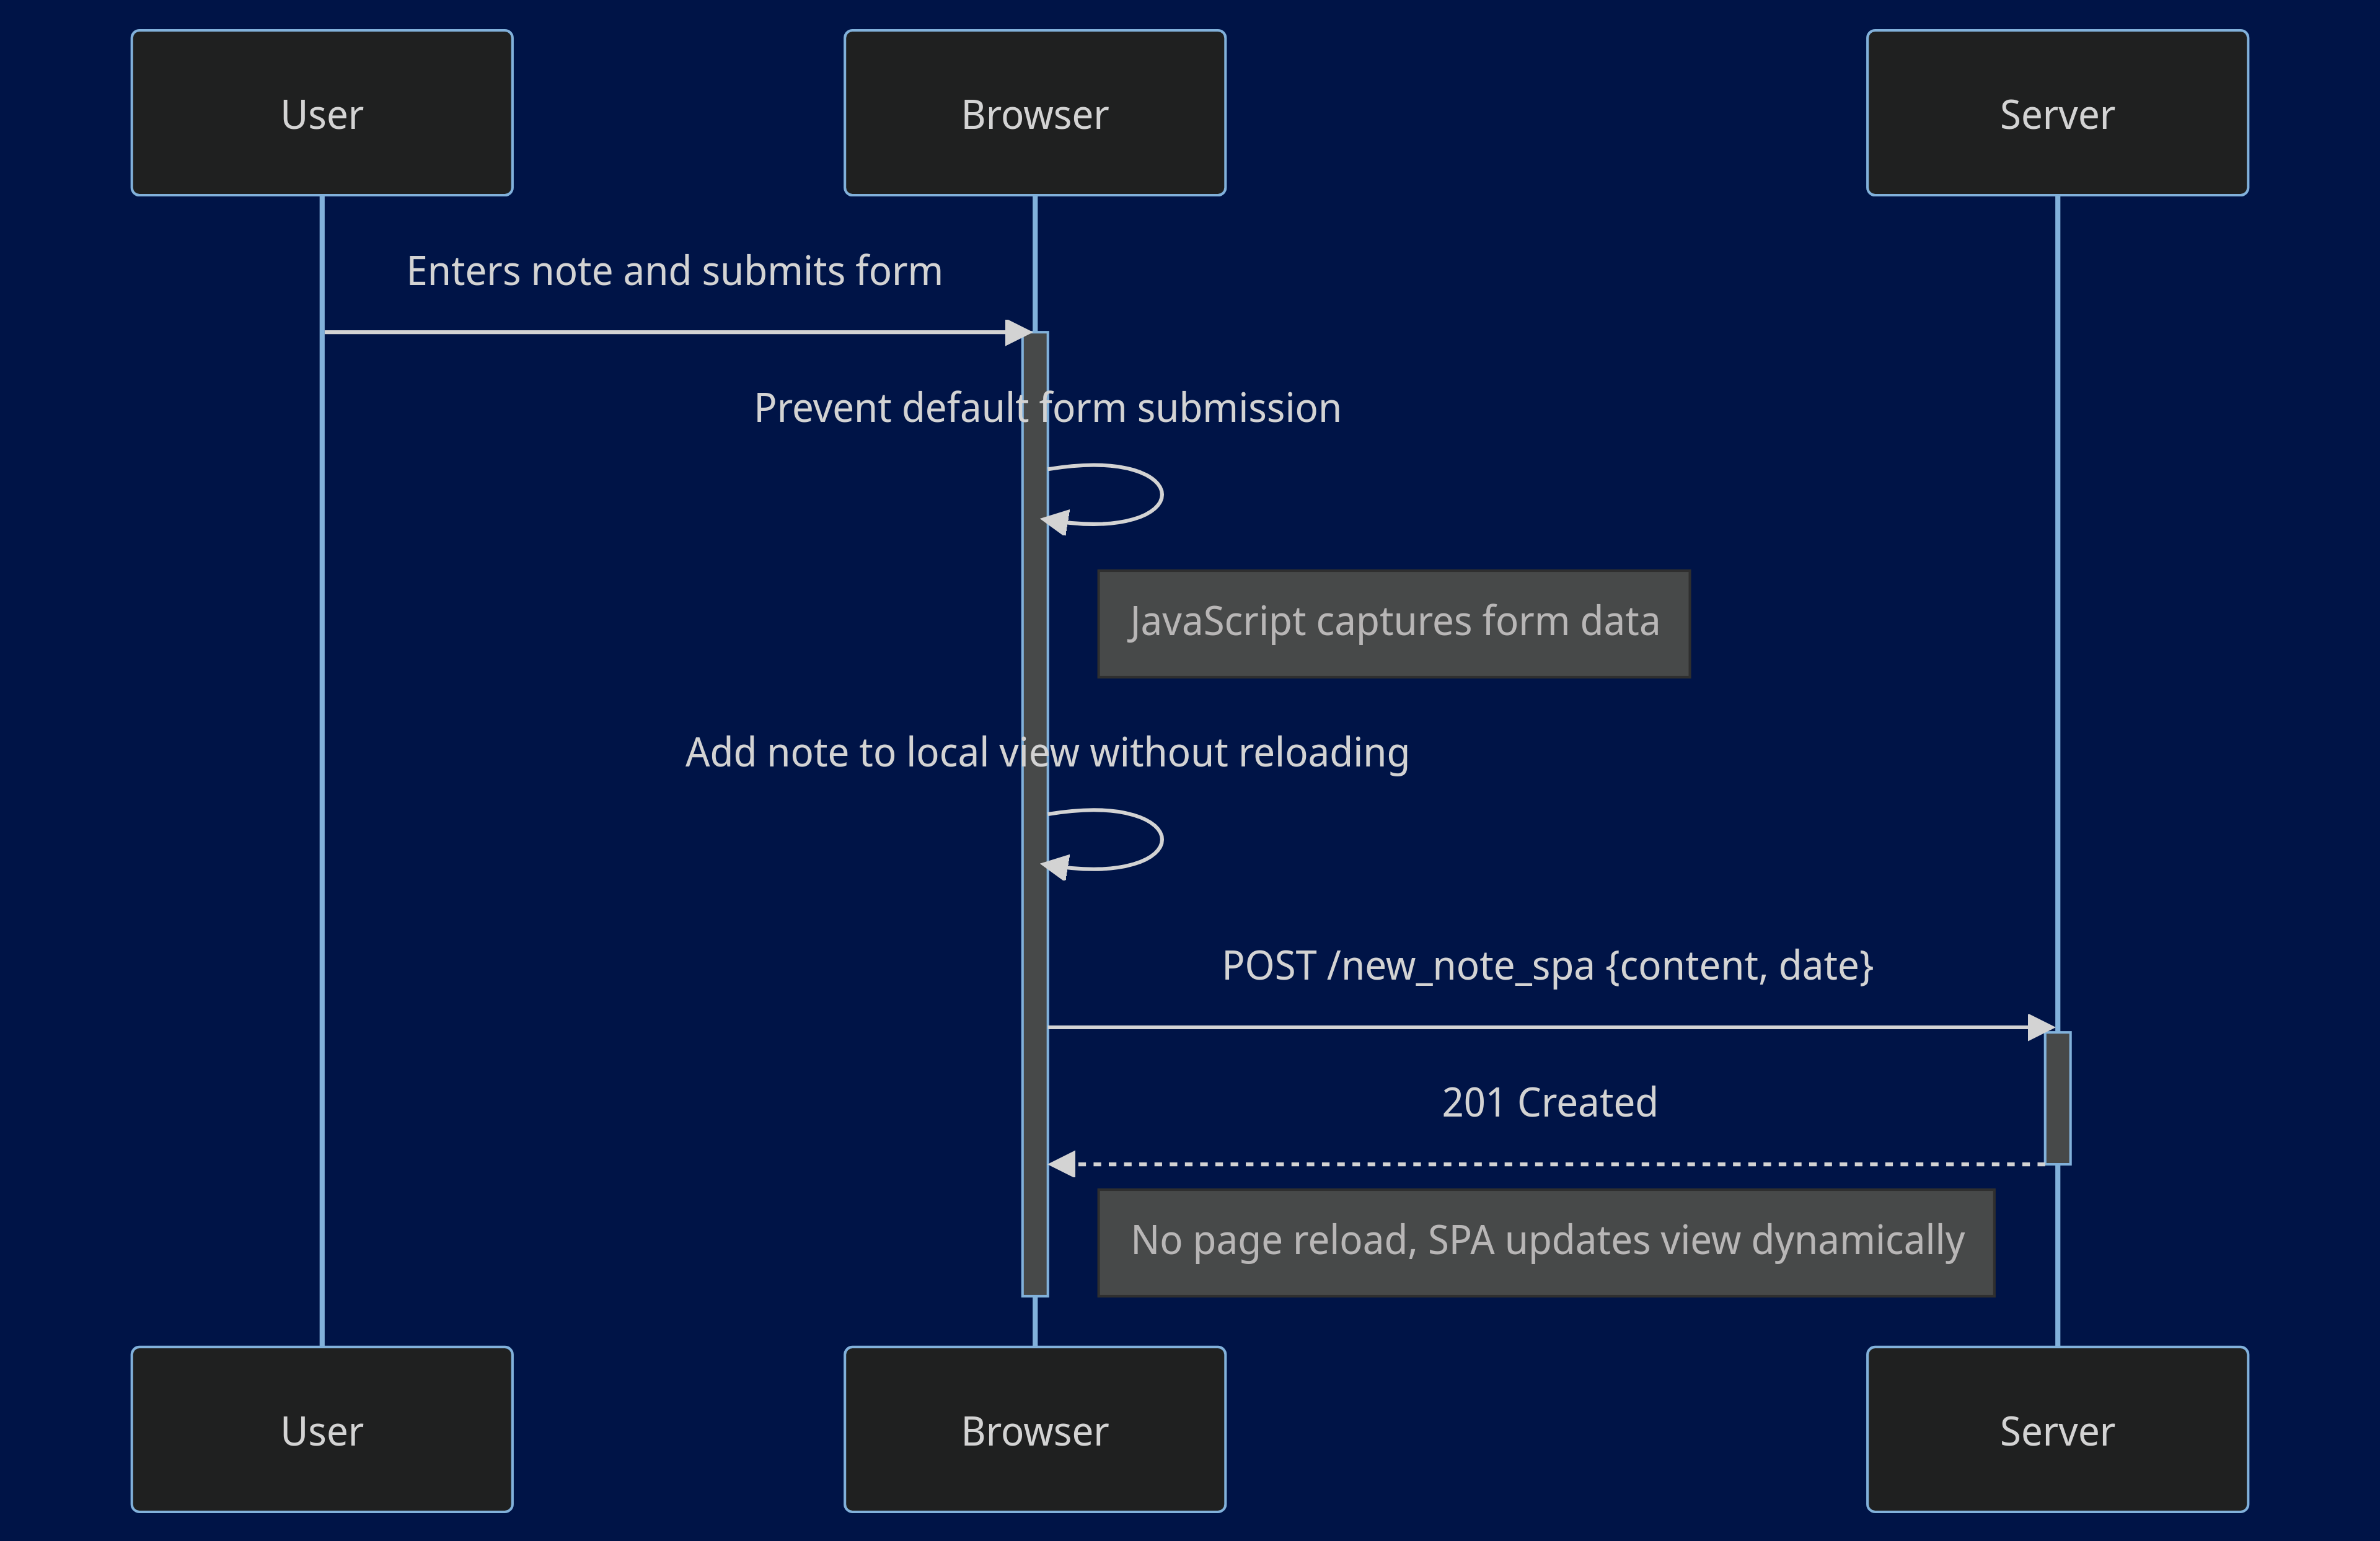 User
Browser
Server
Enters note and submits form
Prevent default form submission
JavaScript captures form data
Add note to local view without reloading
POST /new_note_spa {content, date}
201 Created
No page reload, SPA updates view dynamically
User
Browser
Server